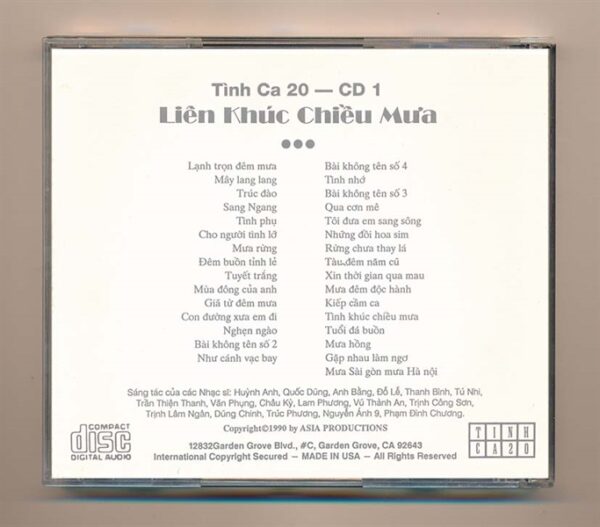 Tình Ca 20 — CD 1
Liên Khúc Chiều Mưa
Lạnh trọn đêm mưa
Mây lang lang
Trúc đào
Sang Ngang
Tình phụ
Cho người tình lỡ
Mưa rừng
Đêm buồn tỉnh lẻ
Tuyết trắng
Mùa đông của anh
Giã từ đêm mưa
Con đường xưa em đi
Nghẹn ngào
Bài không tên số 2
Như cánh vạc bay
Bài không tên số 4
Tình nhớ
Bài không tên số 3
Qua cơn mê
Tôi đưa em sang sông
Những đồi hoa sim
Rừng chưa thay lá
Tàu đêm năm cũ
Xin thời gian qua mau
Mưa đêm độc hành
Kiếp cầm ca
Tình khúc chiều mưa
Tuổi đá buồn
Mưa hồng
Gặp nhau làm ngơ
Mưa Sài gòn mưa Hà nội
Sáng tác của các Nhạc sĩ: Huỳnh Anh, Quốc Dũng, Anh Bằng, Đỗ Lễ, Thanh Bình, Tú Nhi,
Trần Thiện Thanh, Văn Phụng, Châu Kỳ, Lam Phương, Vũ Thành An, Trịnh Công Sơn,
Trịnh Lâm Ngân, Dũng Chinh, Trúc Phương, Nguyễn Ánh 9, Phạm Đình Chương.
Copyright©1990 by ASIA PRODUCTIONS
12832Garden Grove Blvd., #C, Garden Grove, CA 92643
International Copyright Secured — MADE IN USA — All Rights Reserved
COMPACT
disc
DIGITAL AUDIO
TINH
CA20